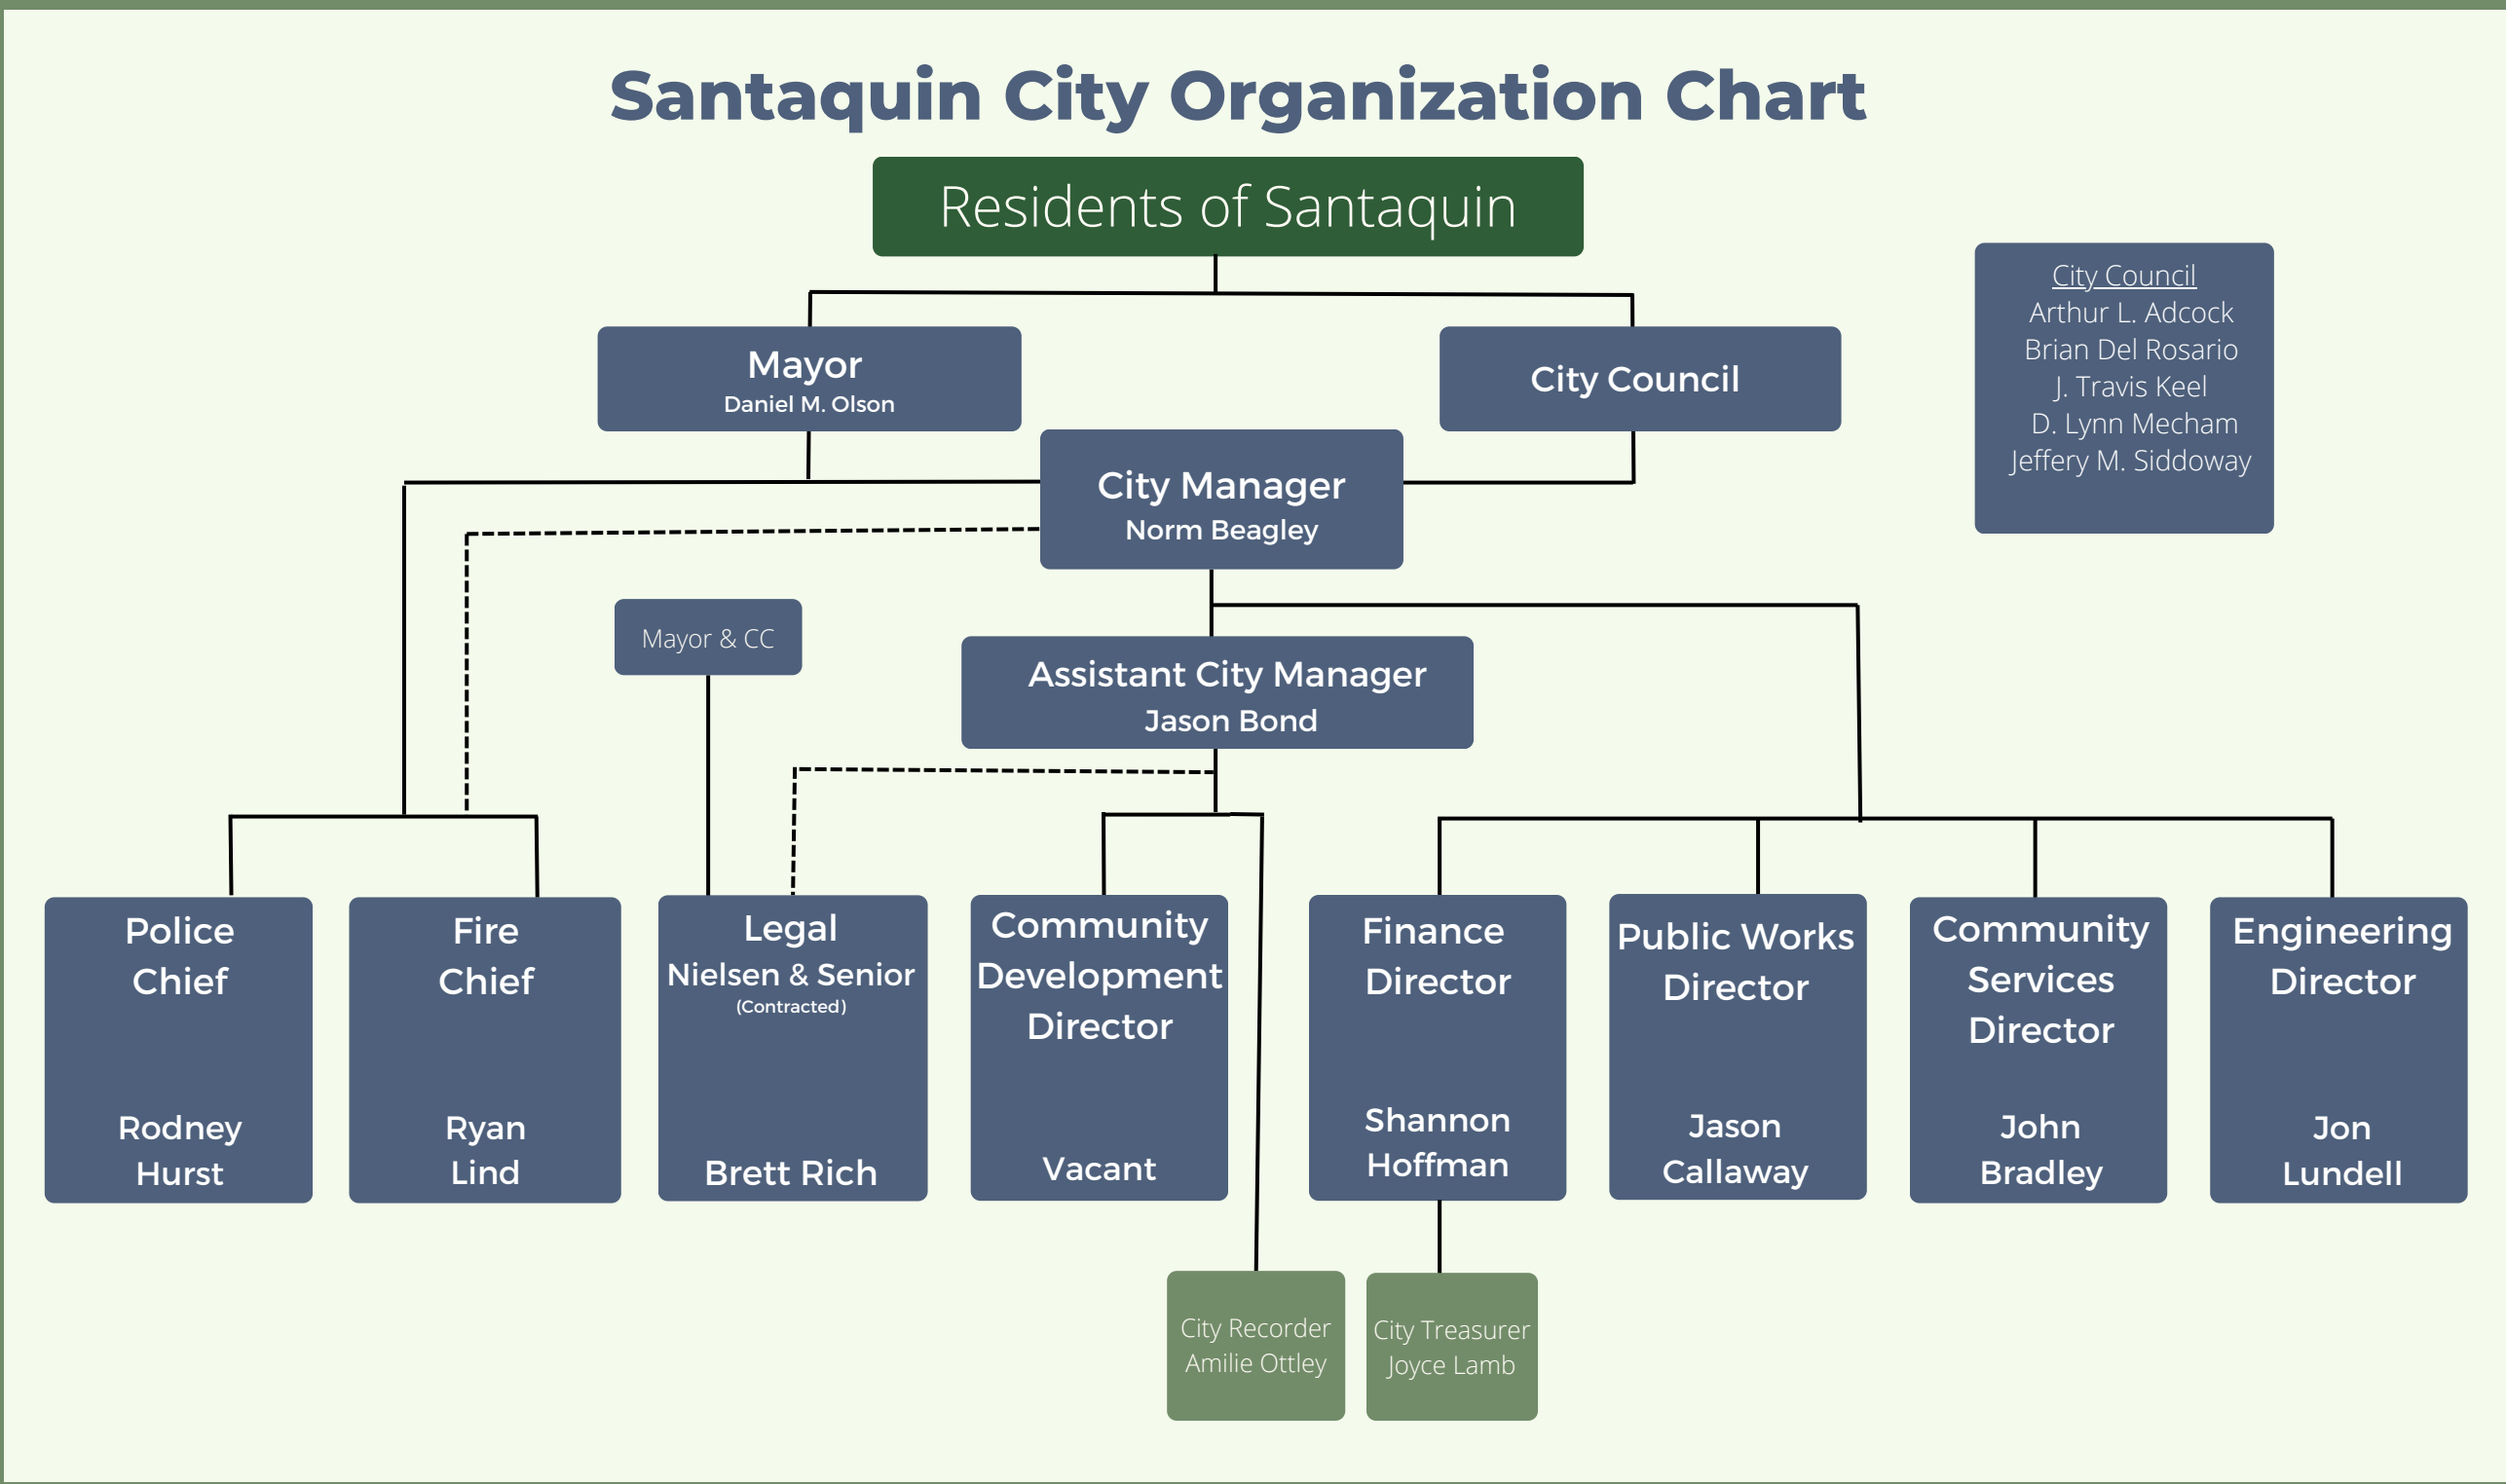 Santaquin City Organization Chart
Residents of Santaquin
City Council
Arthur L. Adcock
Brian Del Rosario
J. Travis Keel
D. Lynn Mecham
Jeffery M. Siddoway
Mayor
Daniel M. Olson
City Council
City Manager
Norm Beagley
Mayor & CC
Assistant City Manager
Jason Bond
Police
Chief
Rodney
Hurst
Fire
Chief
Ryan
Lind
Legal
Nielsen & Senior
(Contracted)
Brett Rich
Community
Development
Director
Vacant
Finance
Director
Shannon
Hoffman
Public Works
Director
Jason
Callaway
Community
Services
Director
John
Bradley
Engineering
Director
Jon
Lundell
City Recorder
Amilie Ottley
City Treasurer
Joyce Lamb